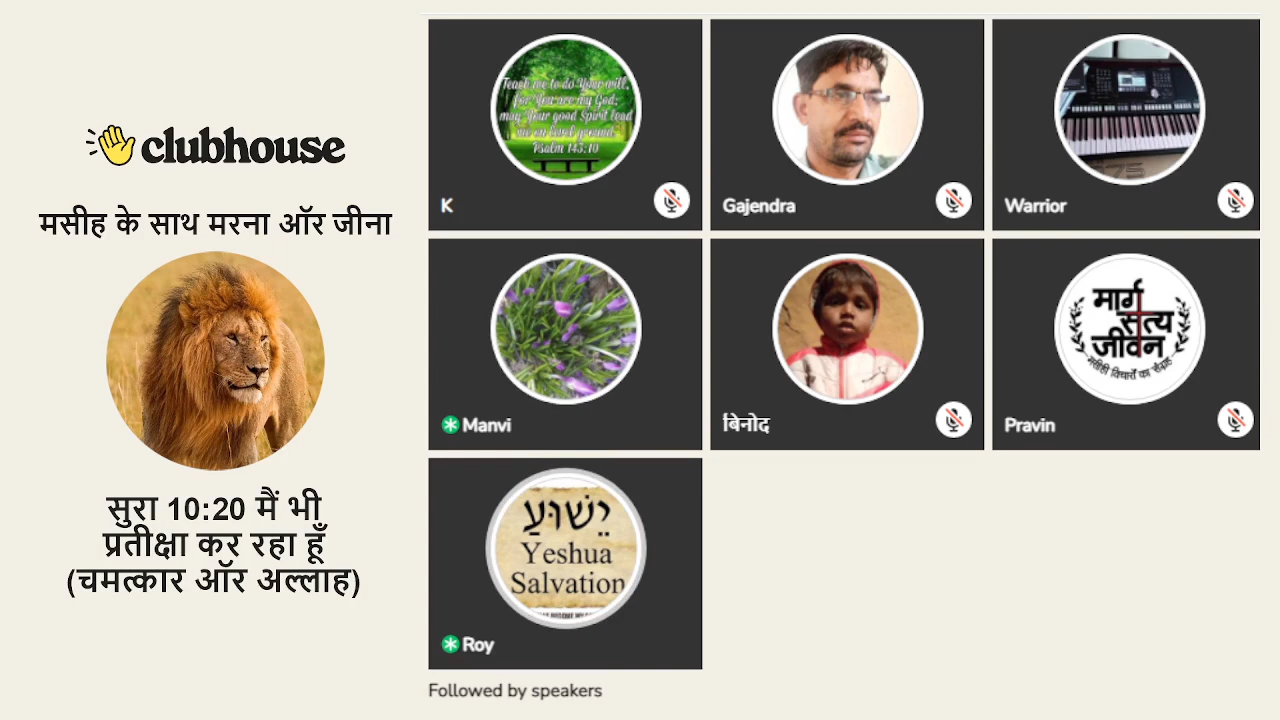 clubhouse
मसीह के साथ मरना ऑर जीना
सुरा 10:20 मैं भी
प्रतीक्षा कर रहा हूँ
(चमत्कार ऑर अल्लाह)
Teach me to do Your will,
for You are my God;
may Your good Spirit lead
me on level ground.
Psalm 143:10
K
Gajendra
Warrior
Manvi
बिनोद
मार्ग
सत्य
जीवन
मसीही विचारों का संग्रह
Pravin
יֵשׁוּעַ
Yeshua
Salvation
Roy
Followed by speakers